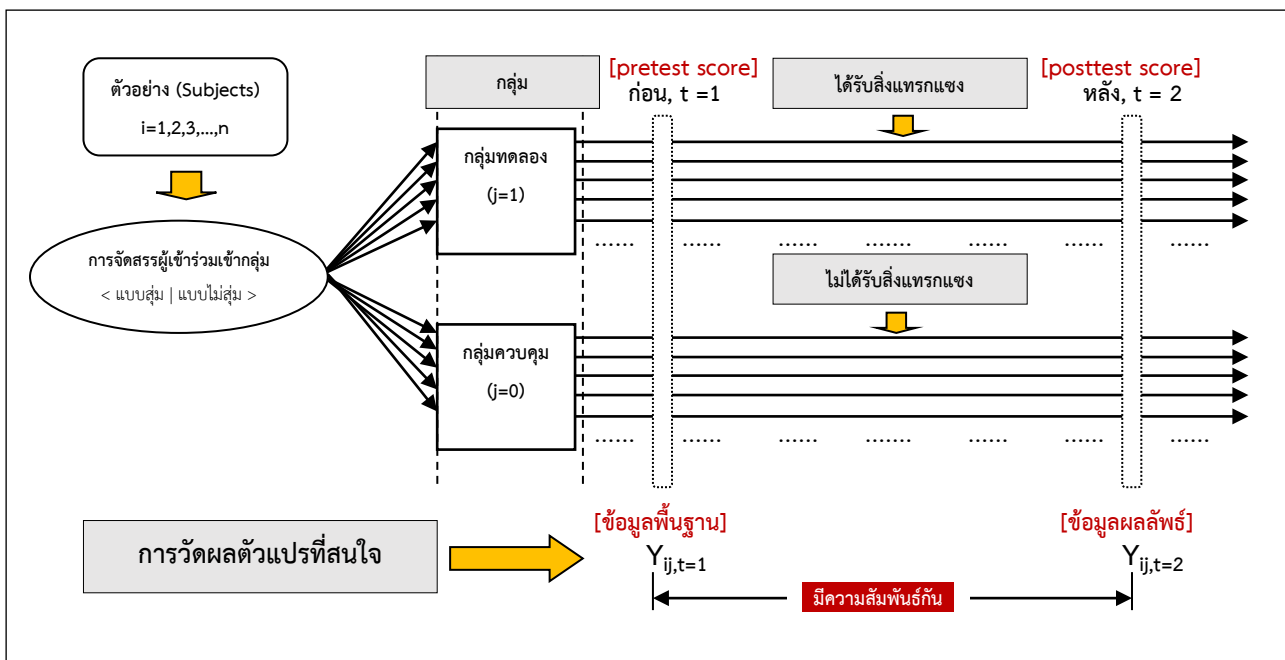 ตัวอย่าง (Subjects)
i=1,2,3,...,n
การจัดสรรผู้เข้าร่วมเข้ากลุ่ม
< แบบสุ่ม | แบบไม่สุ่ม >
กลุ่ม
[pretest score]
ก่อน, t =1
ได้รับสิ่งแทรกแซง
[posttest score]
หลัง, t = 2
กลุ่มทดลอง
(j=1)
...... ...... ...... ...... ...... ...... ......
ไม่ได้รับสิ่งแทรกแซง
กลุ่มควบคุม
(j=0)
...... ...... ...... ...... ...... ...... ......
การวัดผลตัวแปรที่สนใจ
[ข้อมูลพื้นฐาน]
Yij,t=1
[ข้อมูลผลลัพธ์]
Yij,t=2
มีความสัมพันธ์กัน